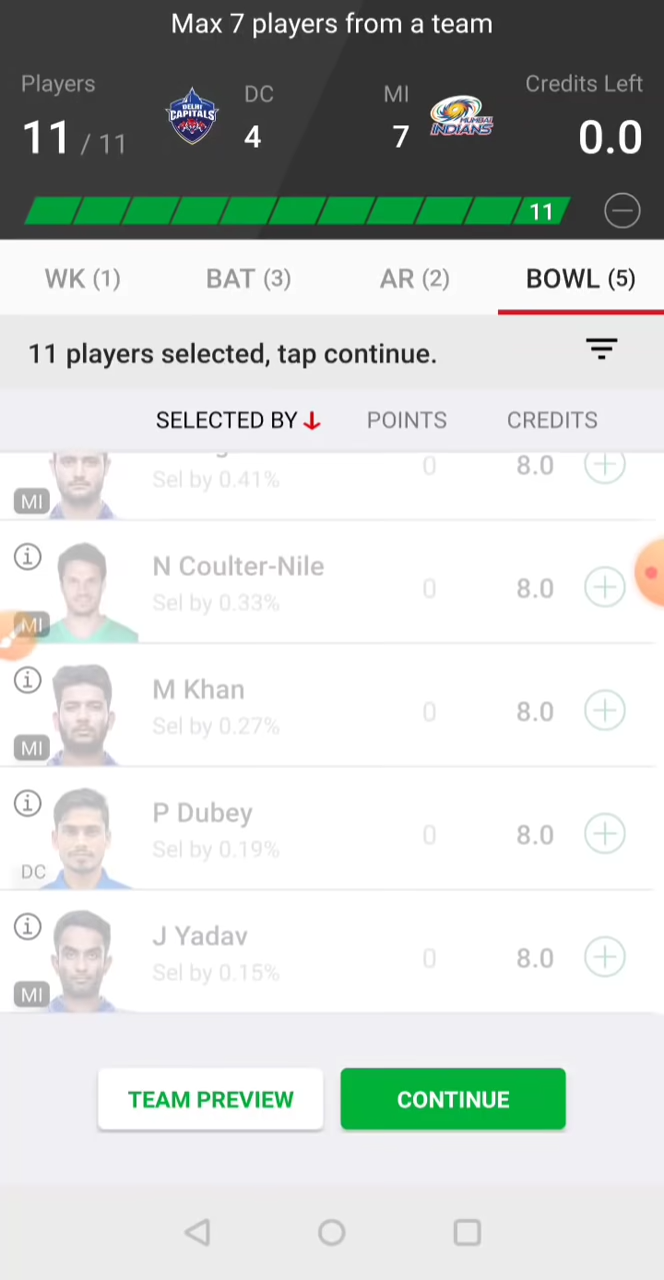 Max 7 players from a team
Players DC MI Credits Left
11 / 11 DELHI CAPITALS 4 7 MUMBAI INDIANS 0.0
11
WK (1) BAT (3) AR (2) BOWL (5)
11 players selected, tap continue.
SELECTED BY POINTS CREDITS
Sel by 0.41% 0 8.0
MI
N Coulter-Nile
Sel by 0.33% 0 8.0
MI
M Khan
Sel by 0.27% 0 8.0
MI
P Dubey
Sel by 0.19% 0 8.0
DC
J Yadav
Sel by 0.15% 0 8.0
MI
TEAM PREVIEW CONTINUE